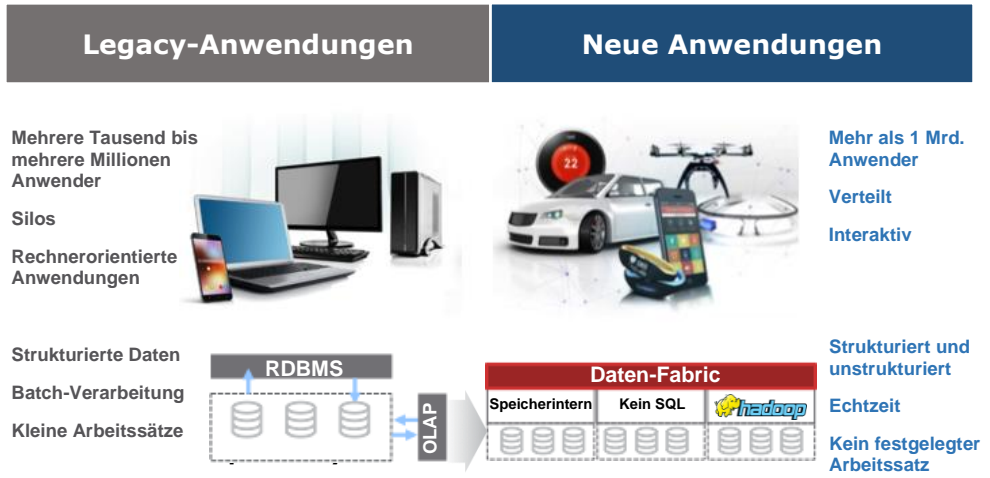 Legacy-Anwendungen
Neue Anwendungen
Mehrere Tausend bis
mehrere Millionen
Anwender
Silos
Rechnerorientierte
Anwendungen
22
Mehr als 1 Mrd.
Anwender
Verteilt
Interaktiv
Strukturierte Daten
Batch-Verarbeitung
Kleine Arbeitssätze
RDBMS
OLAP
Daten-Fabric
Speicherintern
Kein SQL
hadoop
Strukturiert und
unstrukturiert
Echtzeit
Kein festgelegter
Arbeitssatz